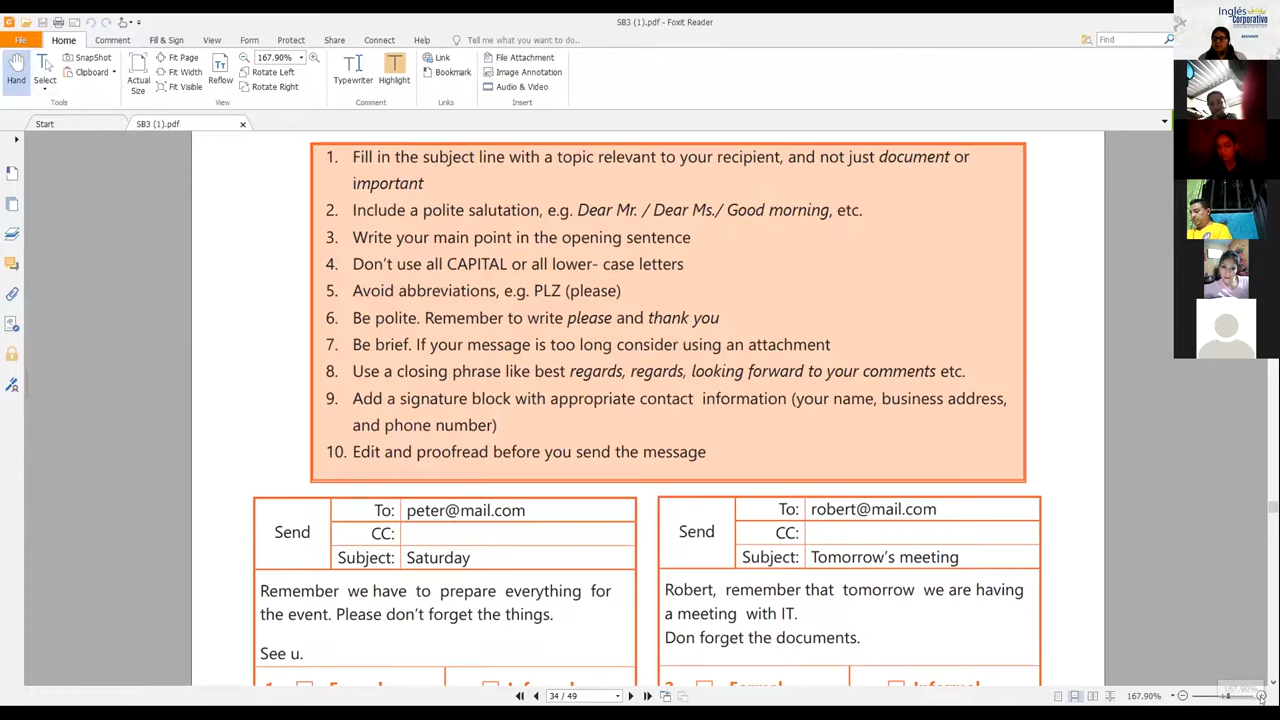 SB3 (1).pdf - Foxit Reader
Inglés
Corporativo
BEGINNER
File Home Comment Fill & Sign View Form Protect Share Connect Help Tell me what you want to do.. Find
Hand
Select
SnapShot
Clipboard
Tools
Actual
Size
Fit Page
Fit Width
Fit Visible
Reflow
167.90%
Rotate Left
Rotate Right
View
Typewriter
Highlight
Comment
Link
Bookmark
Links
File Attachment
Image Annotation
Audio & Video
Insert
Start SB3 (1).pdf
1. Fill in the subject line with a topic relevant to your recipient, and not just document or
important
2. Include a polite salutation, e.g. Dear Mr. / Dear Ms./ Good morning, etc.
3. Write your main point in the opening sentence
4. Don't use all CAPITAL or all lower- case letters
5. Avoid abbreviations, e.g. PLZ (please)
6. Be polite. Remember to write please and thank you
7. Be brief. If your message is too long consider using an attachment
8. Use a closing phrase like best regards, regards, looking forward to your comments etc.
9. Add a signature block with appropriate contact information (your name, business address,
and phone number)
10. Edit and proofread before you send the message
Send
To: peter@mail.com
CC:
Subject: Saturday
Remember we have to prepare everything for
the event. Please don't forget the things.
See u.
Send
To: robert@mail.com
CC:
Subject: Tomorrow's meeting
Robert, remember that tomorrow we are having
a meeting with IT.
Don forget the documents.
34 / 49
167.90%